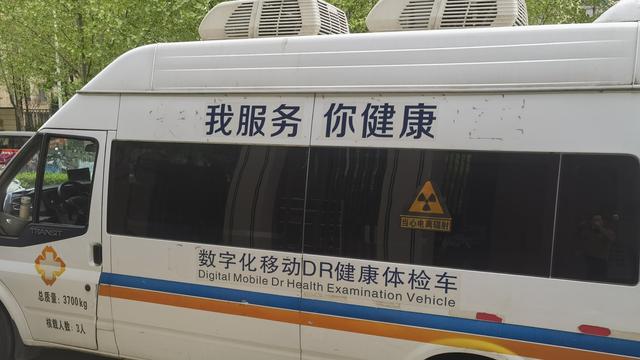 我服务 你健康
当心电离辐射
数字化移动DR健康体检车
Digital Mobile Dr Health Examination Vehicle
TRANSIT
总质量：3700kg
核载人数：3人